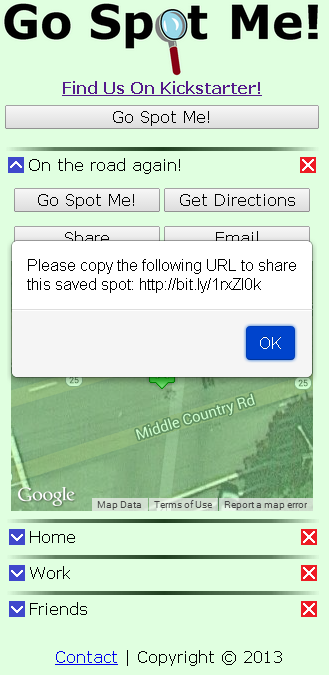 Go Spot Me!
Find Us On Kickstarter!
Go Spot Me!
On the road again!
Go Spot Me! Get Directions
Share Email
Please copy the following URL to share
this saved spot: http://bit.ly/1rxZl0k
OK
25 25
Middle Country Rd
Google Map Data Terms of Use Report a map error
Home
Work
Friends
Contact | Copyright © 2013